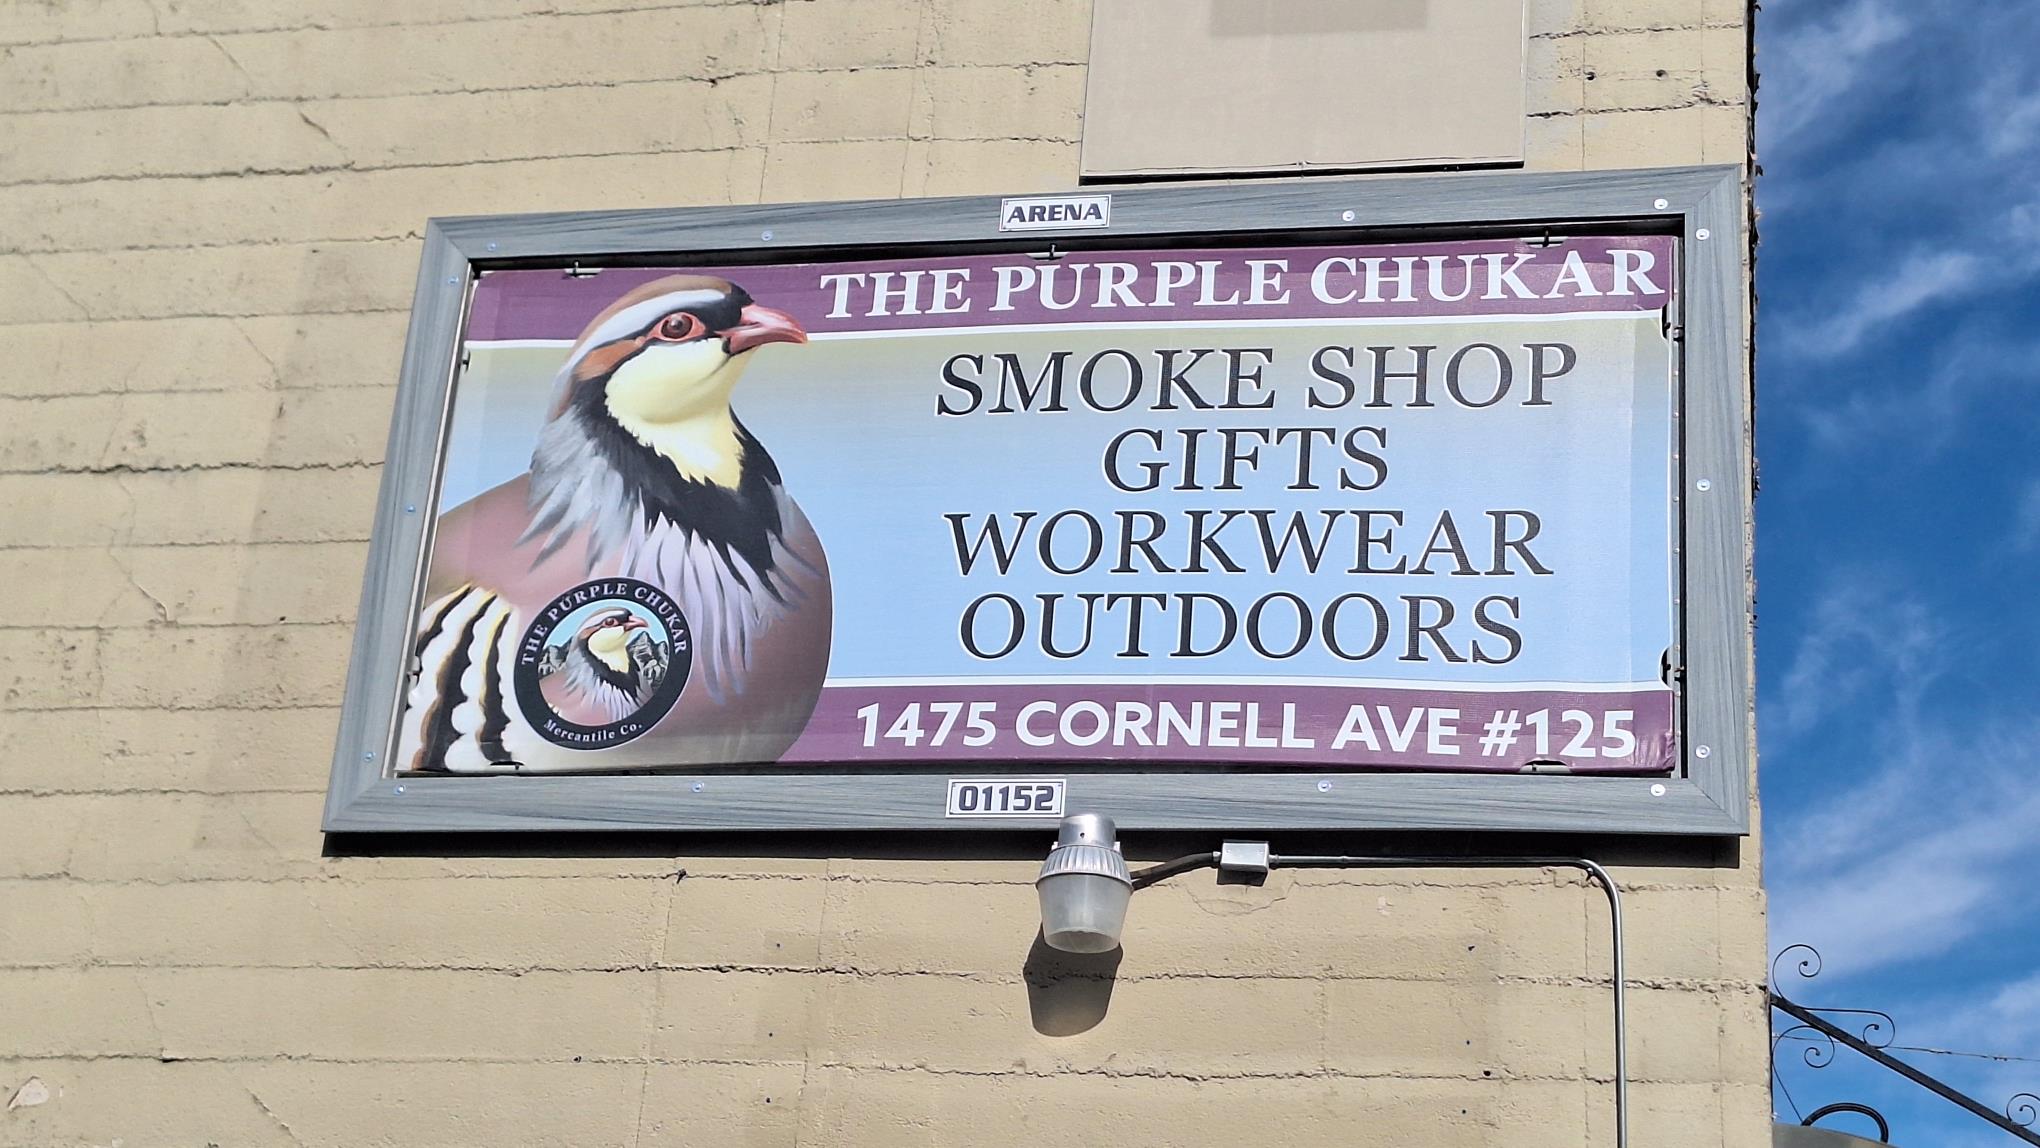 ARENA
THE PURPLE CHUKAR
SMOKE SHOP
GIFTS
WORKWEAR
OUTDOORS
THE PURPLE CHUKAR
Mercantile Co.
1475 CORNELL AVE #125
01152